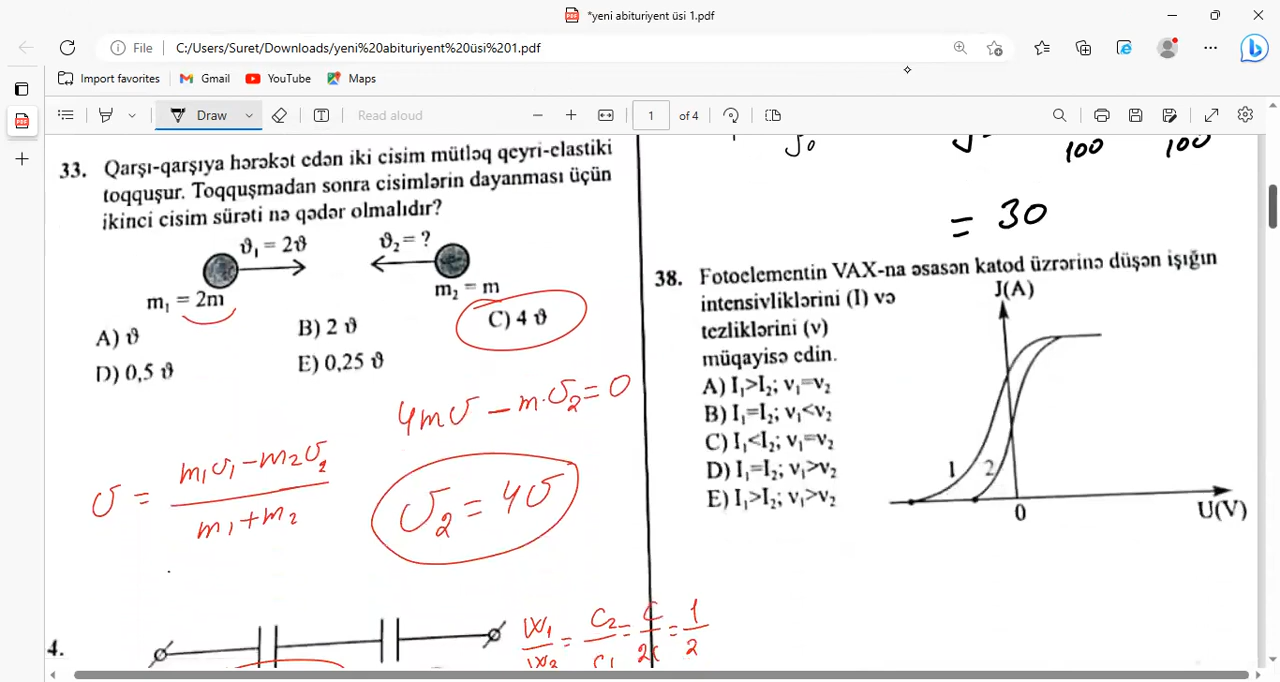 *yeni abituriyent üsi 1.pdf
File C:/Users/Suret/Downloads/yeni%20abituriyent%20üsi%201.pdf
Import favorites Gmail YouTube Maps
Draw Read aloud 1 of 4
33. Qarşı-qarşıya hərəkət edən iki cisim mütləq qeyri-elastiki
toqquşur. Toqquşmadan sonra cisimlərin dayanması üçün
ikinci cisim sürəti nə qədər olmalıdır?
ϑ₁ = 2ϑ ϑ₂ = ?
m₁ = 2m m₂ = m
A) ϑ B) 2 ϑ C) 4 ϑ
D) 0,5 ϑ E) 0,25 ϑ
4mυ – m·υ₂ = 0
υ = (m₁υ₁ – m₂υ₂) / (m₁ + m₂)
υ₂ = 4υ
4.
W₁/W₂ = C₂/C₁ = C/2C = 1/2
100 100
= 30
38. Fotoelementin VAX-na əsasən katod üzrərinə düşən işığın
intensivliklərini (I) və
tezliklərini (ν)
müqayisə edin.
A) I₁>I₂; ν₁=ν₂
B) I₁=I₂; ν₁<ν₂
C) I₁<I₂; ν₁=ν₂
D) I₁=I₂; ν₁>ν₂
E) I₁>I₂; ν₁>ν₂
J(A)
1 2
0 U(V)